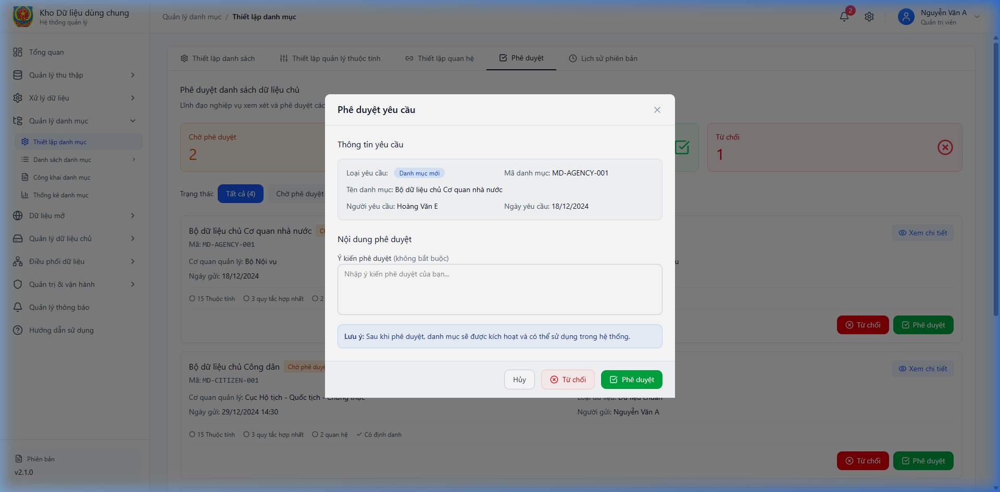 Kho Dữ liệu dùng chung
Hệ thống quản lý
Quản lý danh mục / Thiết lập danh mục
2
Nguyễn Văn A
Quản trị viên
Tổng quan
Quản lý thu thập
Xử lý dữ liệu
Quản lý danh mục
Thiết lập danh mục
Danh sách danh mục
Công khai danh mục
Thống kê danh mục
Dữ liệu mở
Quản lý dữ liệu chủ
Điều phối dữ liệu
Quản trị & vận hành
Quản lý thông báo
Hướng dẫn sử dụng
Phiên bản
v2.1.0
Thiết lập danh sách
Thiết lập quản lý thuộc tính
Thiết lập quan hệ
Phê duyệt
Lịch sử phiên bản
Phê duyệt danh sách dữ liệu chủ
Lĩnh đạo nghiệp vụ xem xét và phê duyệt các
Chờ phê duyệt
2
Từ chối
1
Trạng thái:
Tất cả (4)
Chờ phê duyệt
Bộ dữ liệu chủ Cơ quan nhà nước
Mã: MD-AGENCY-001
Xem chi tiết
Cơ quan quản lý: Bộ Nội vụ
Ngày gửi: 18/12/2024
15 Thuộc tính
3 quy tắc hợp nhất
2
Từ chối
Phê duyệt
Bộ dữ liệu chủ Công dân
Chờ phê duyệ
Mã: MD-CITIZEN-001
Xem chi tiết
Cơ quan quản lý: Cục Hộ tịch - Quốc tịch - Chứng thực
Loại dữ liệu: Dữ liệu chuẩn
Ngày gửi: 29/12/2024 14:30
Người gửi: Nguyễn Văn A
15 Thuộc tính
3 quy tắc hợp nhất
2 quan hệ
Có định danh
Từ chối
Phê duyệt
Phê duyệt yêu cầu
Thông tin yêu cầu
Loại yêu cầu: Danh mục mới
Mã danh mục: MD-AGENCY-001
Tên danh mục: Bộ dữ liệu chủ Cơ quan nhà nước
Người yêu cầu: Hoàng Văn E
Ngày yêu cầu: 18/12/2024
Nội dung phê duyệt
Ý kiến phê duyệt (không bắt buộc)
Nhập ý kiến phê duyệt của bạn...
Lưu ý: Sau khi phê duyệt, danh mục sẽ được kích hoạt và có thể sử dụng trong hệ thống.
Hủy
Từ chối
Phê duyệt